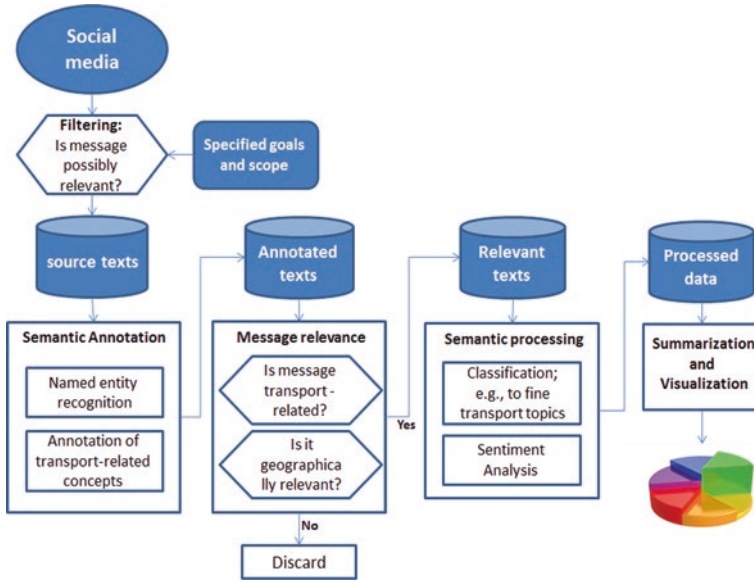 Social
media
Filtering:
Is message
possibly
relevant?
Specified goals
and scope
source texts
Annotated
texts
Relevant
texts
Processed
data
Semantic Annotation
Named entity
recognition
Annotation of
transport-related
concepts
Message relevance
Is message
transport -
related?
Is it
geographica
lly relevant?
Yes
No
Discard
Semantic processing
Classification;
e.g., to fine
transport topics
Sentiment
Analysis
Summarization
and
Visualization